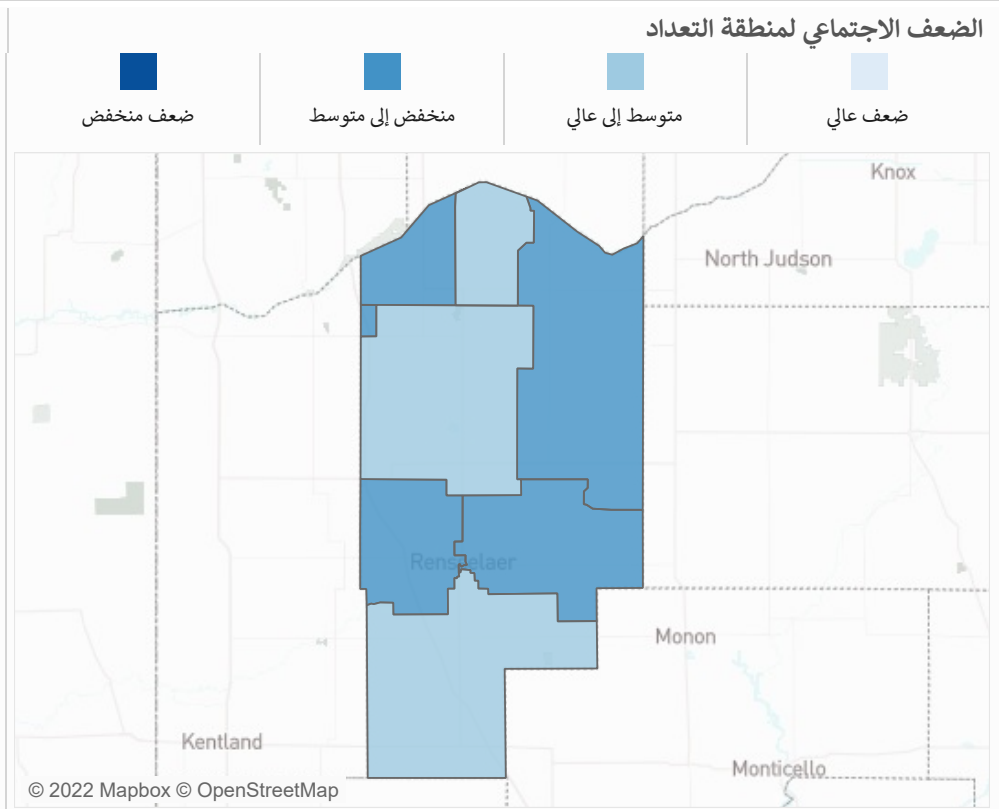 الضعف الاجتماعي لمنطقة التعداد
ضعف عالي
متوسط إلى عالي
منخفض إلى متوسط
ضعف منخفض
Knox
North Judson
Rensselaer
Monon
Kentland
Monticello
© 2022 Mapbox © OpenStreetMap